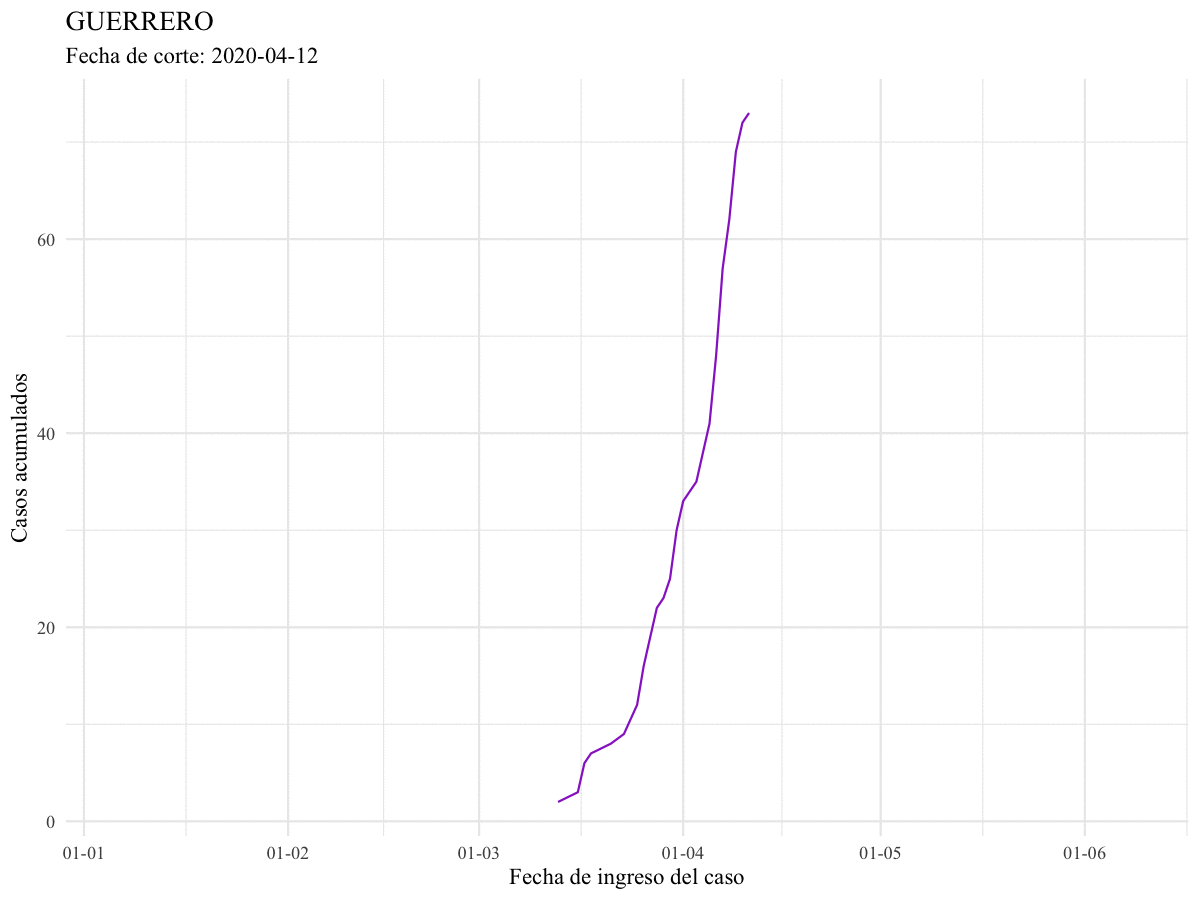 GUERRERO
Fecha de corte: 2020-04-12
Casos acumulados
60
40
20
0
01-01
01-02
01-03
01-04
01-05
01-06
Fecha de ingreso del caso